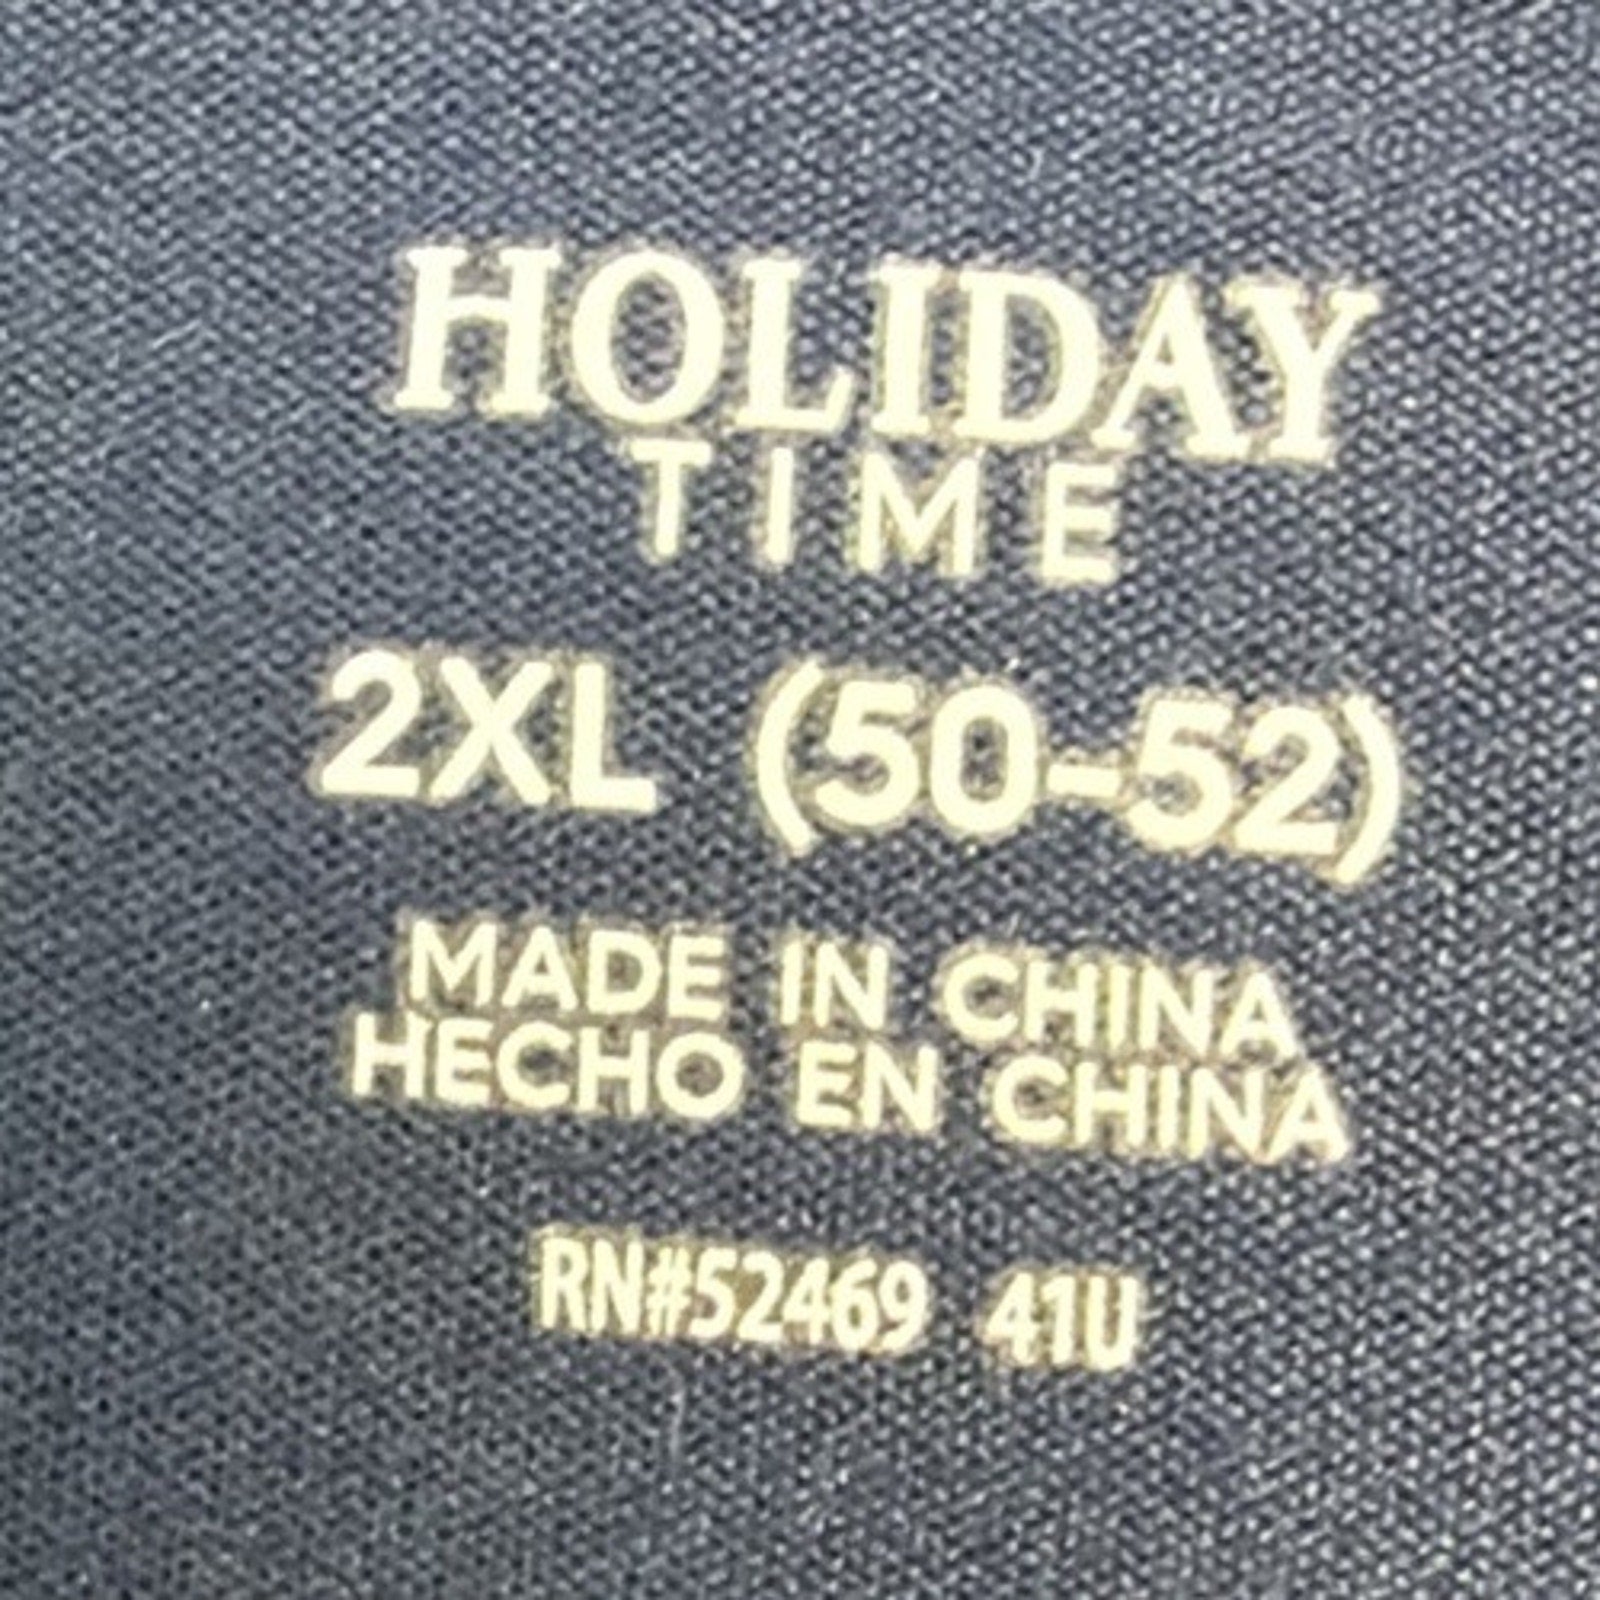 HOLIDAY
TIME
2XL (50-52)
MADE IN CHINA
HECHO EN CHINA
RN#52469 41U